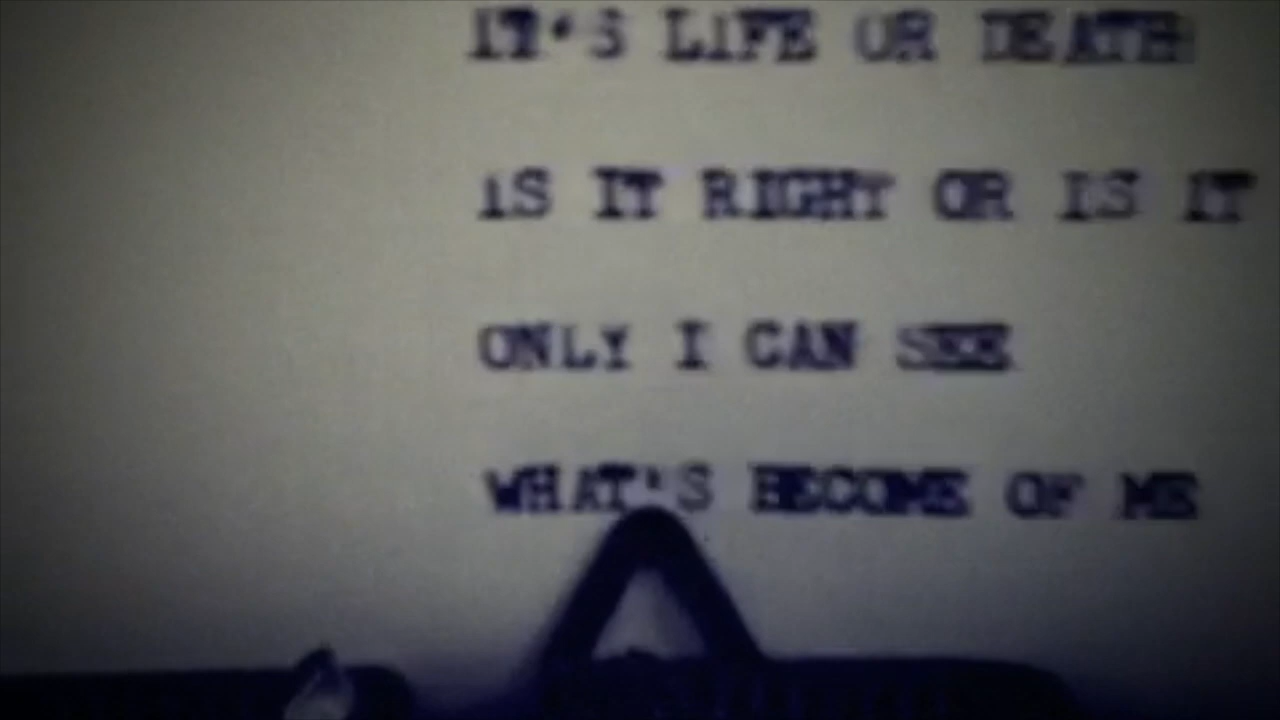 IT'S LIFE OR DEATH
IS IT RIGHT OR IS IT
ONLY I CAN SEE
WHAT'S BECOME OF ME